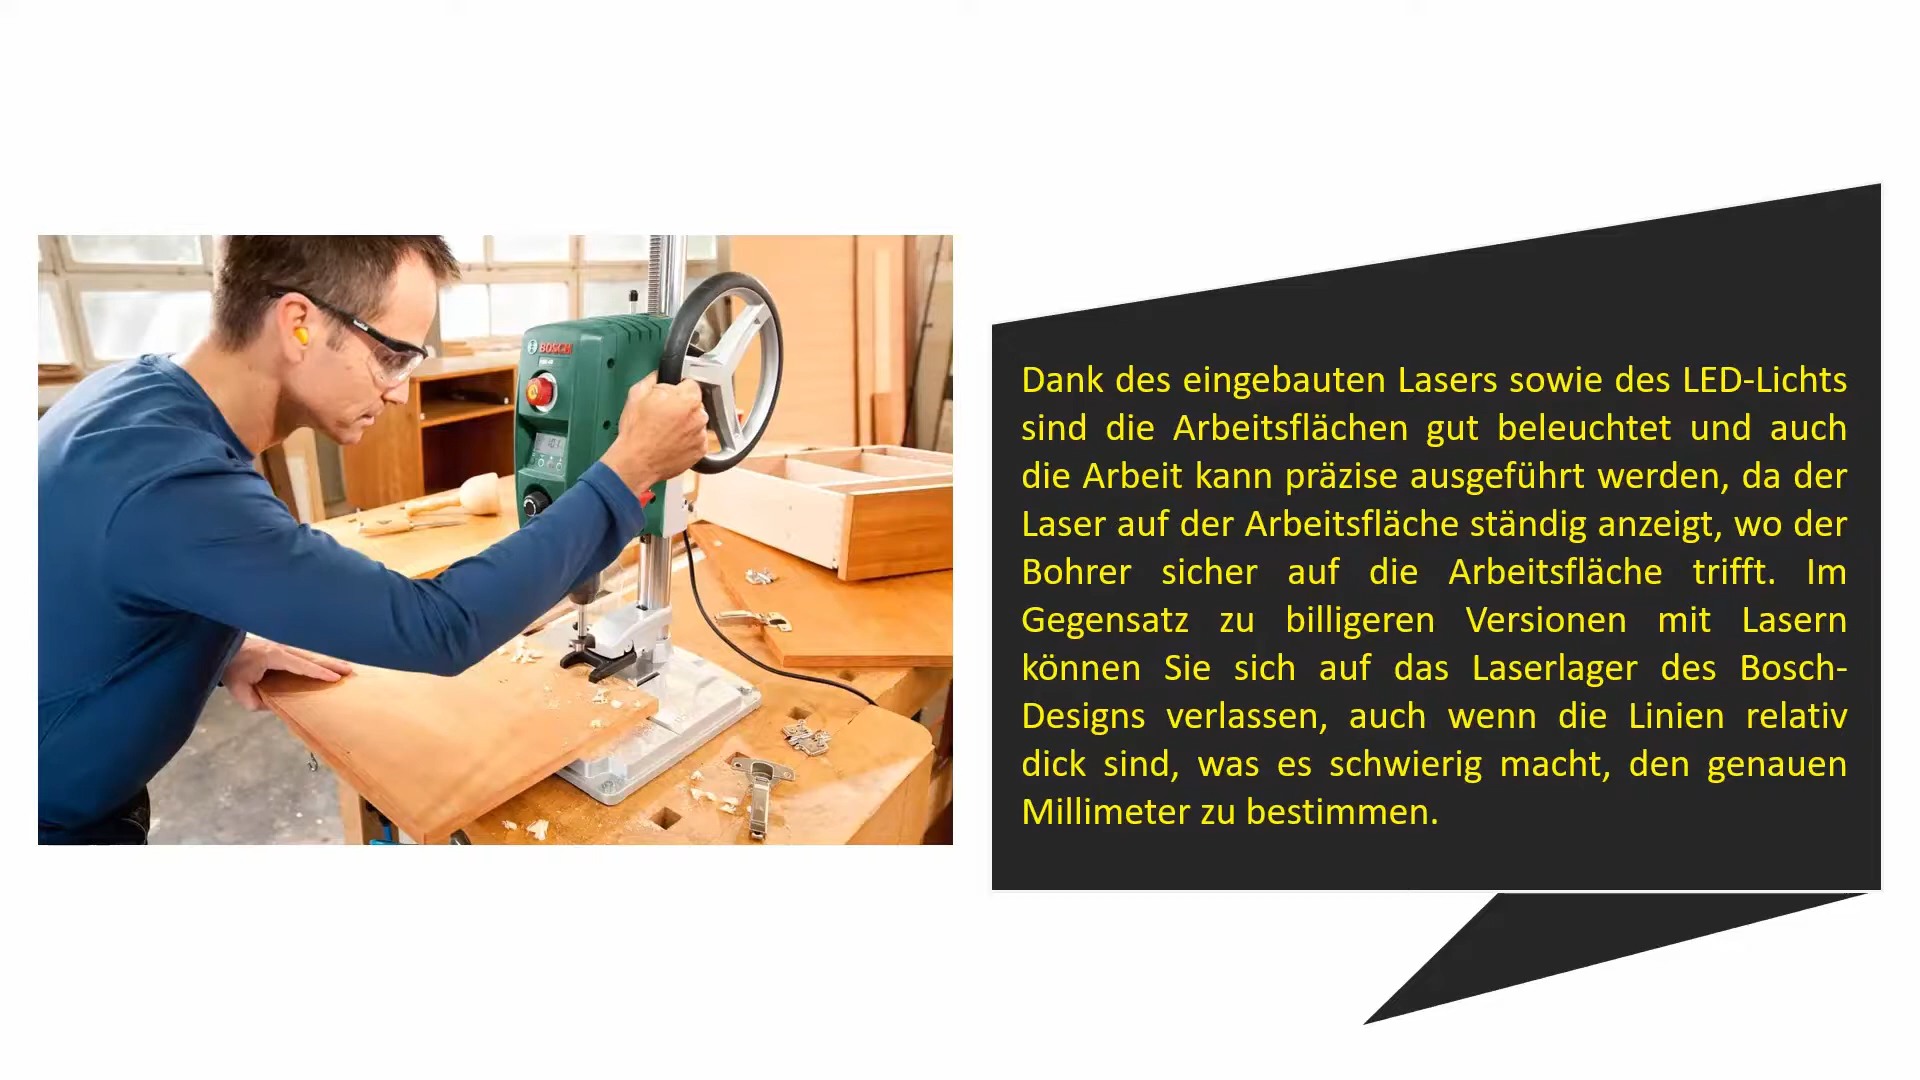 BOSCH
Dank des eingebauten Lasers sowie des LED-Lichts
sind die Arbeitsflächen gut beleuchtet und auch
die Arbeit kann präzise ausgeführt werden, da der
Laser auf der Arbeitsfläche ständig anzeigt, wo der
Bohrer sicher auf die Arbeitsfläche trifft. Im
Gegensatz zu billigeren Versionen mit Lasern
können Sie sich auf das Laserlager des Bosch-
Designs verlassen, auch wenn die Linien relativ
dick sind, was es schwierig macht, den genauen
Millimeter zu bestimmen.